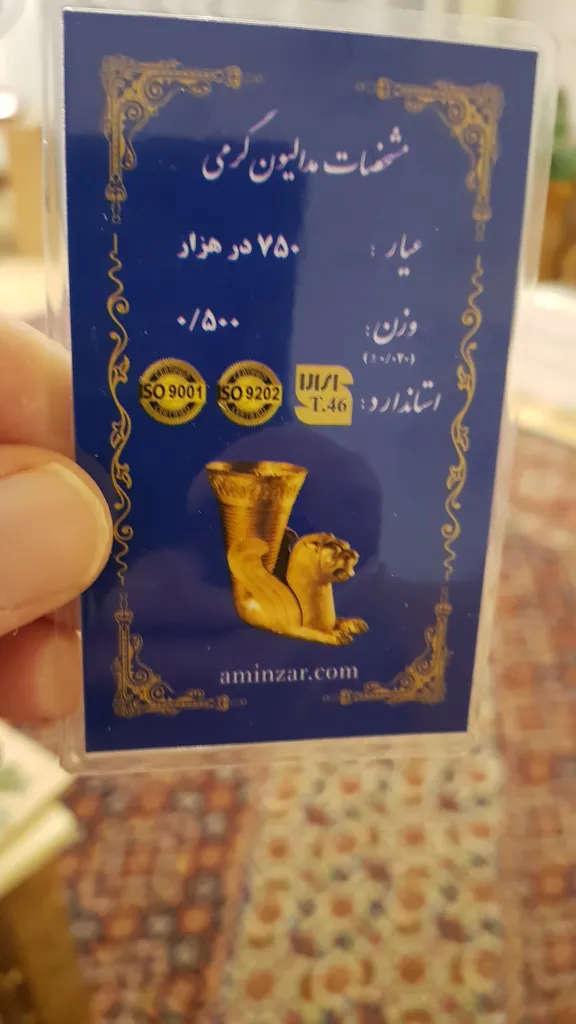 مشخصات مدالیون گرمی
عیار : ۷۵۰ در هزار
وزن: ۰/۵۰۰
(±۰/۰۲۰)
استاندارد: T.46 ISO 9202 ISO 9001
aminzar.com